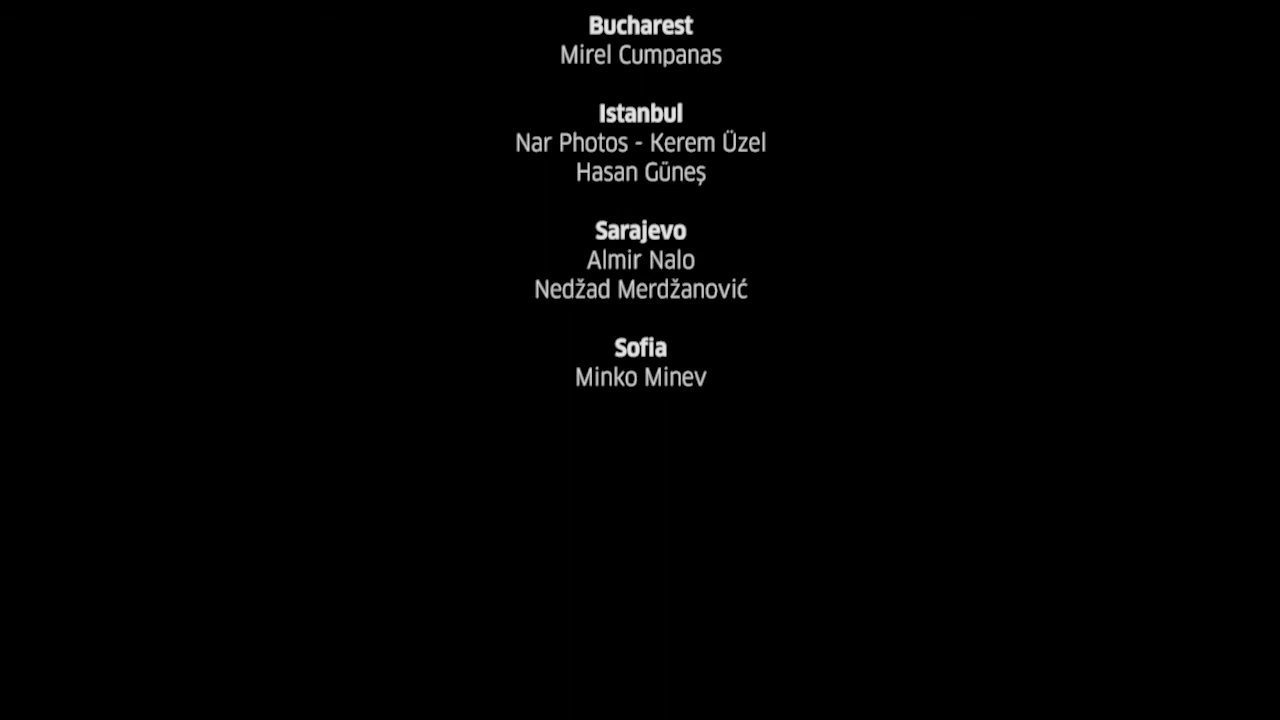 Bucharest
Mirel Cumpanas
Istanbul
Nar Photos - Kerem Üzel
Hasan Güneş
Sarajevo
Almir Nalo
Nedžad Merdžanović
Sofia
Minko Minev